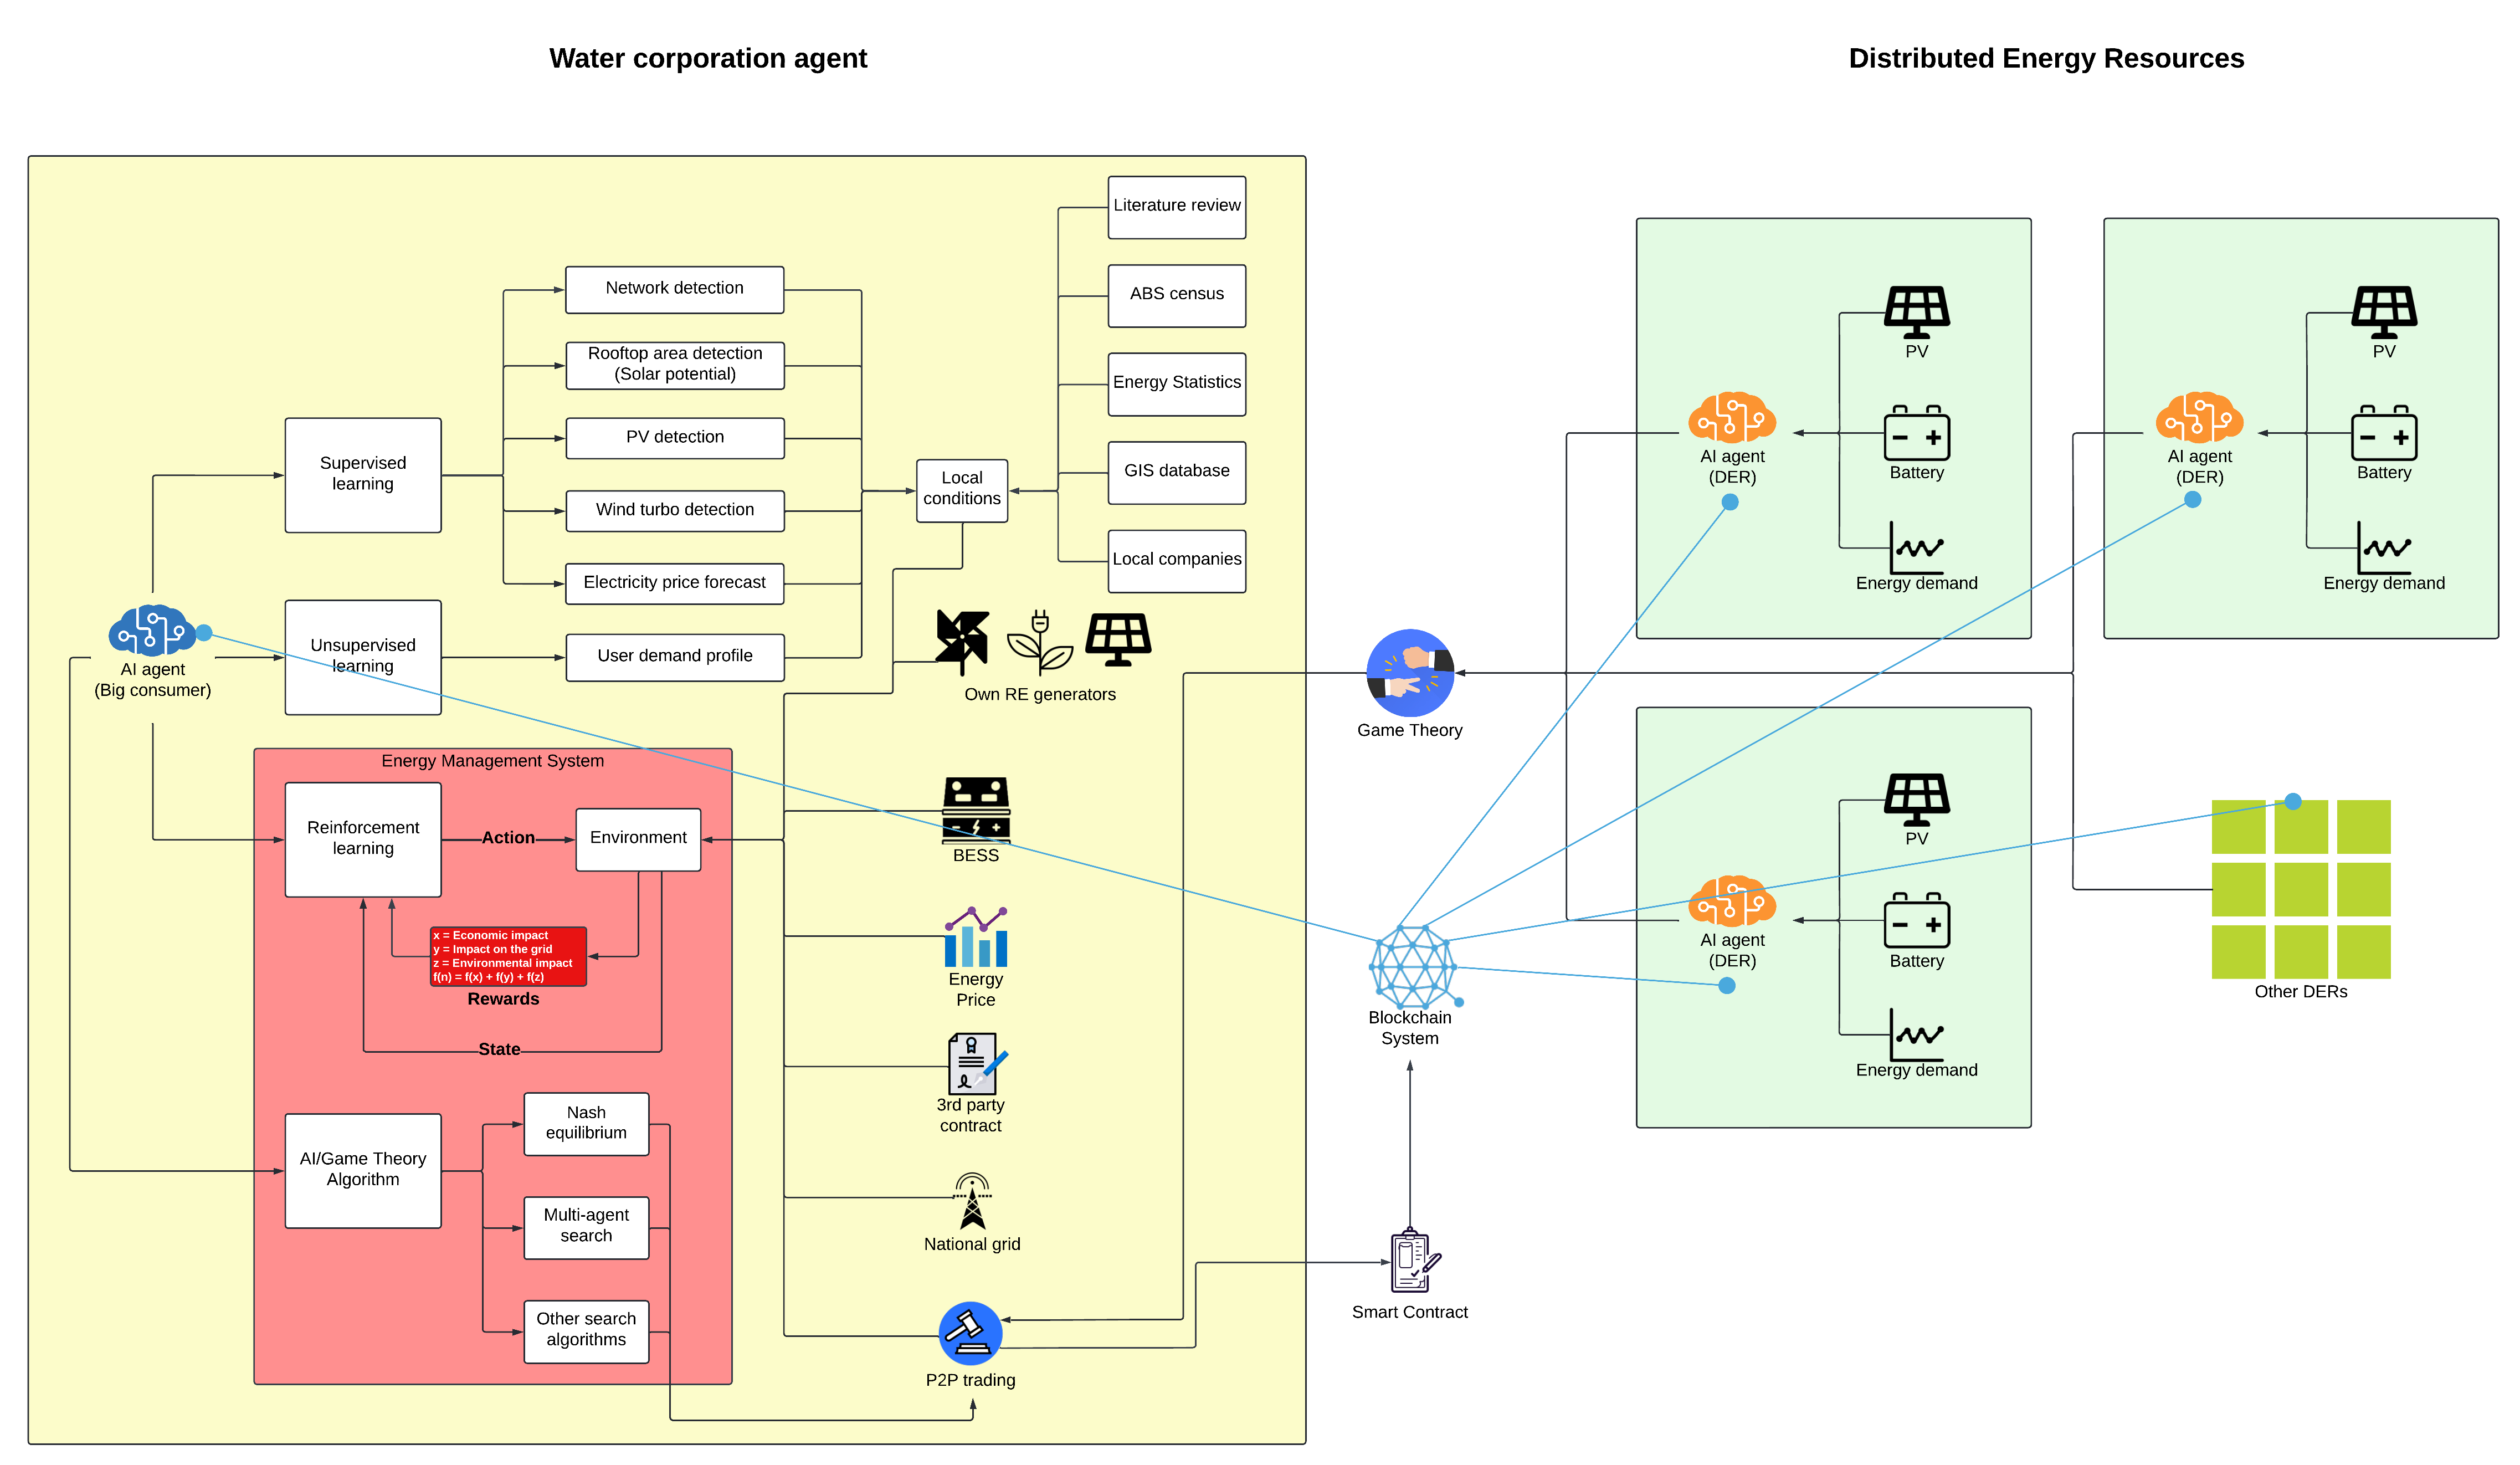 Water corporation agent
Distributed Energy Resources
Literature review
ABS census
Energy Statistics
GIS database
Local companies
Network detection
Rooftop area detection
(Solar potential)
PV detection
Wind turbo detection
Electricity price forecast
User demand profile
Supervised
learning
Unsupervised
learning
Local
conditions
AI agent
(Big consumer)
Own RE generators
Energy Management System
Reinforcement
learning
Action
Environment
x = Economic impact
y = Impact on the grid
z = Environmental impact
f(n) = f(x) + f(y) + f(z)
Rewards
State
AI/Game Theory
Algorithm
Nash
equilibrium
Multi-agent
search
Other search
algorithms
BESS
Energy
Price
3rd party
contract
National grid
P2P trading
Game Theory
Blockchain
System
Smart Contract
PV
AI agent
(DER)
Battery
Energy demand
PV
AI agent
(DER)
Battery
Energy demand
PV
AI agent
(DER)
Battery
Energy demand
Other DERs